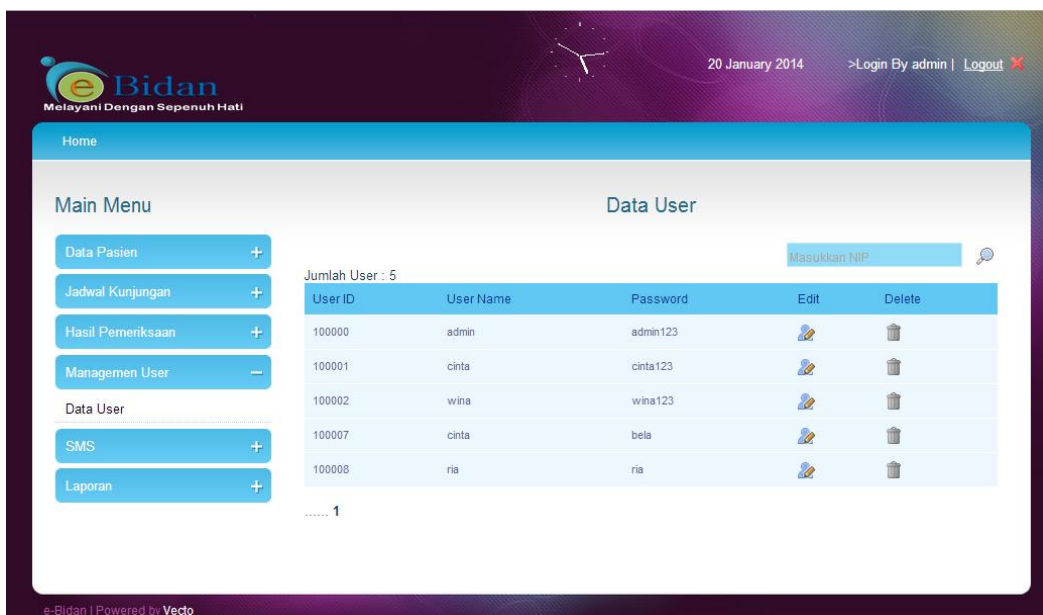 e Bidan
Melayani Dengan Sepenuh Hati
20 January 2014 >Login By admin | Logout
Home
Main Menu
Data Pasien
Jadwal Kunjungan
Hasil Pemeriksaan
Managemen User
Data User
SMS
Laporan
Data User
Masukkan NIP
Jumlah User : 5
User ID User Name Password Edit Delete
100000 admin admin123
100001 cinta cinta123
100002 wina wina123
100007 cinta bela
100008 ria ria
...... 1
e-Bidan | Powered by Vecto